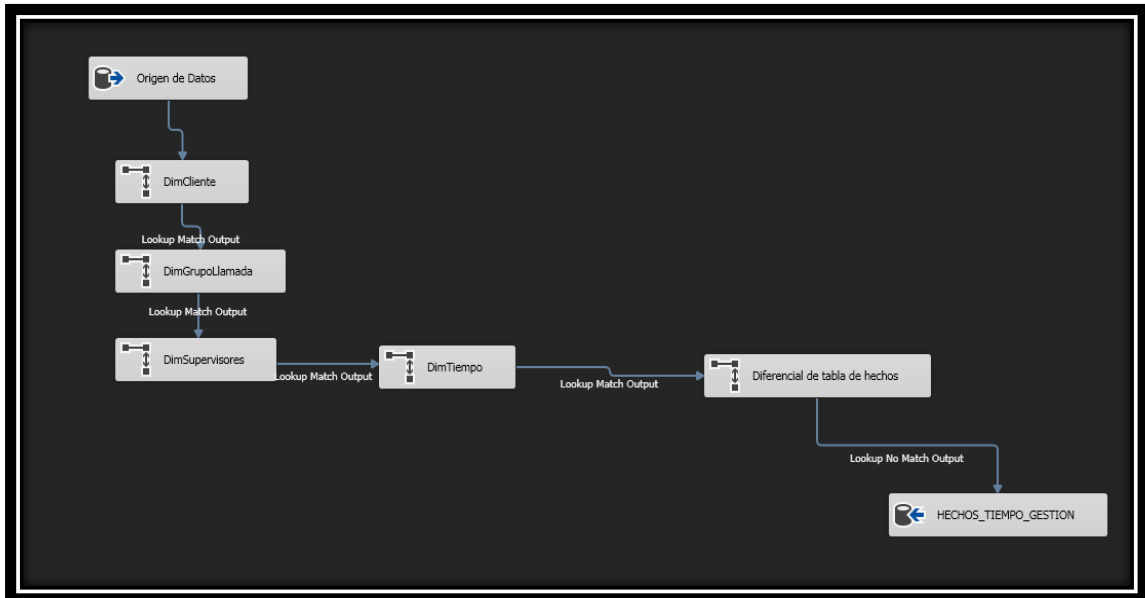 Origen de Datos
DimCliente
Lookup Match Output
DimGrupoLlamada
Lookup Match Output
DimSupervisores
Lookup Match Output
DimTiempo
Lookup Match Output
Diferencial de tabla de hechos
Lookup No Match Output
HECHOS_TIEMPO_GESTION